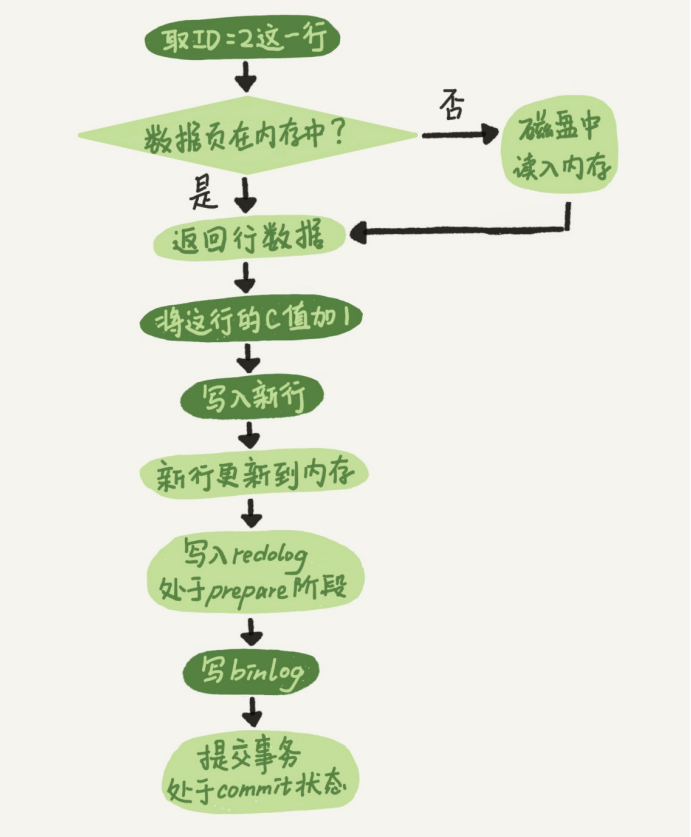 取ID=2这一行
数据页在内存中？
否
磁盘中
读入内存
是
返回行数据
将这行的C值加1
写入新行
新行更新到内存
写入redolog
处于prepare阶段
写binlog
提交事务
处于commit状态